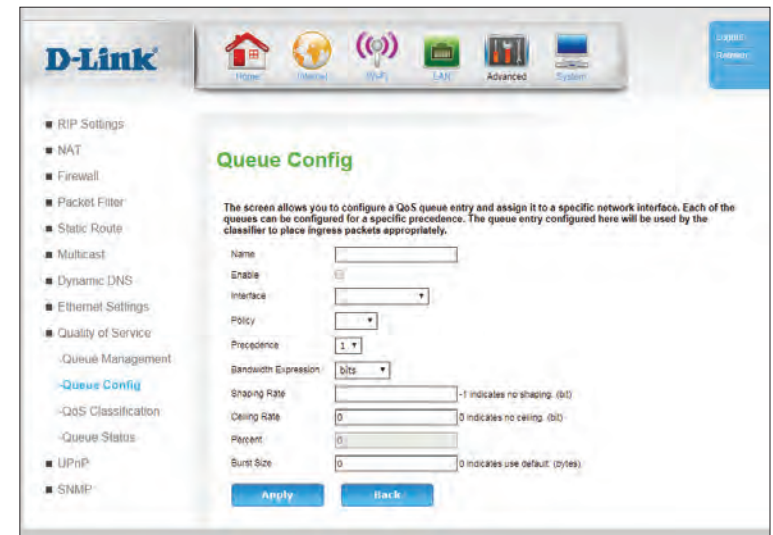 D-Link
Home
Internet
Wi-Fi
LAN
Advanced
System
Logout
RIP Settings
NAT
Firewall
Packet Filter
Static Route
Multicast
Dynamic DNS
Ethernet Settings
Quality of Service
-Queue Management
-Queue Config
-QoS Classification
-Queue Status
UPnP
SNMP
Queue Config
The screen allows you to configure a QoS queue entry and assign it to a specific network interface. Each of the
queues can be configured for a specific precedence. The queue entry configured here will be used by the
classifier to place ingress packets appropriately.
Name
Enable
Interface
Policy
Precedence 1
Bandwidth Expression bits
Shaping Rate -1 indicates no shaping. (bit)
Ceiling Rate 0 0 indicates no ceiling. (bit)
Percent 0
Burst Size 0 0 indicates use default. (bytes)
Apply Back